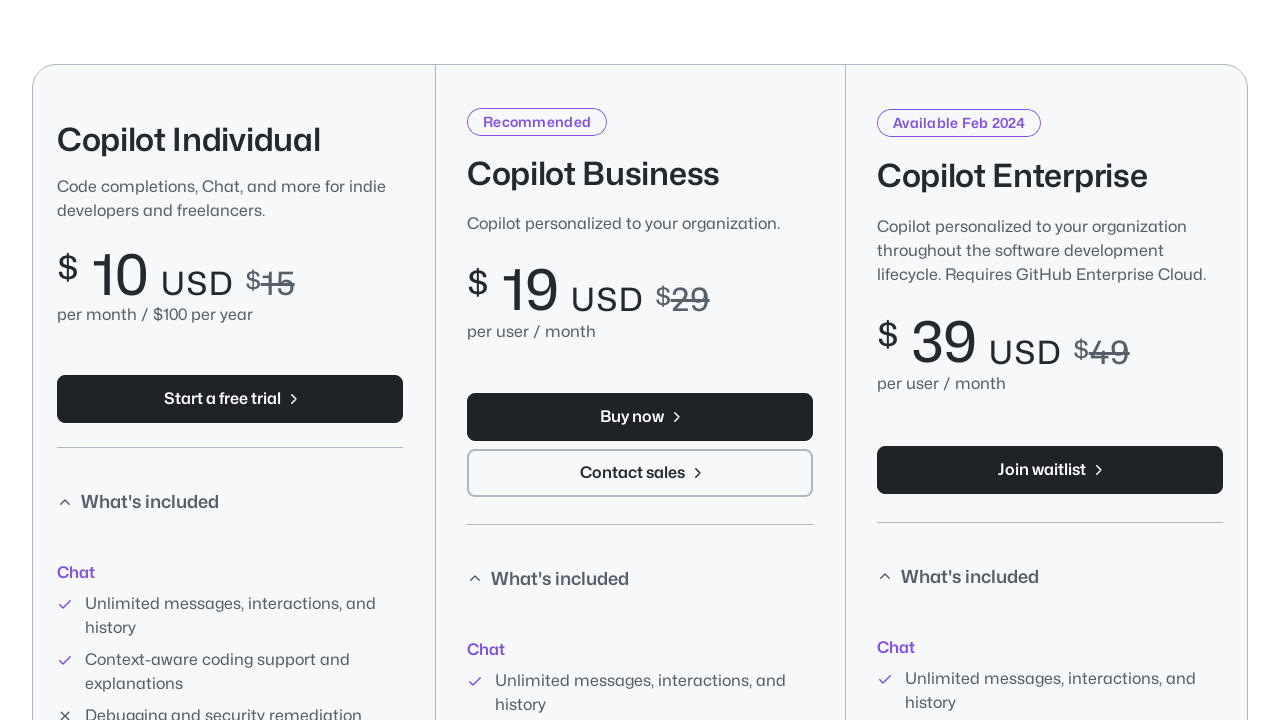 Copilot Individual
Code completions, Chat, and more for indie
developers and freelancers.
$ 10 USD $15
per month / $100 per year
Start a free trial
What's included
Chat
Unlimited messages, interactions, and
history
Context-aware coding support and
explanations
Debugging and security remediation
Recommended
Copilot Business
Copilot personalized to your organization.
$ 19 USD $29
per user / month
Buy now
Contact sales
What's included
Chat
Unlimited messages, interactions, and
history
Available Feb 2024
Copilot Enterprise
Copilot personalized to your organization
throughout the software development
lifecycle. Requires GitHub Enterprise Cloud.
$ 39 USD $49
per user / month
Join waitlist
What's included
Chat
Unlimited messages, interactions, and
history